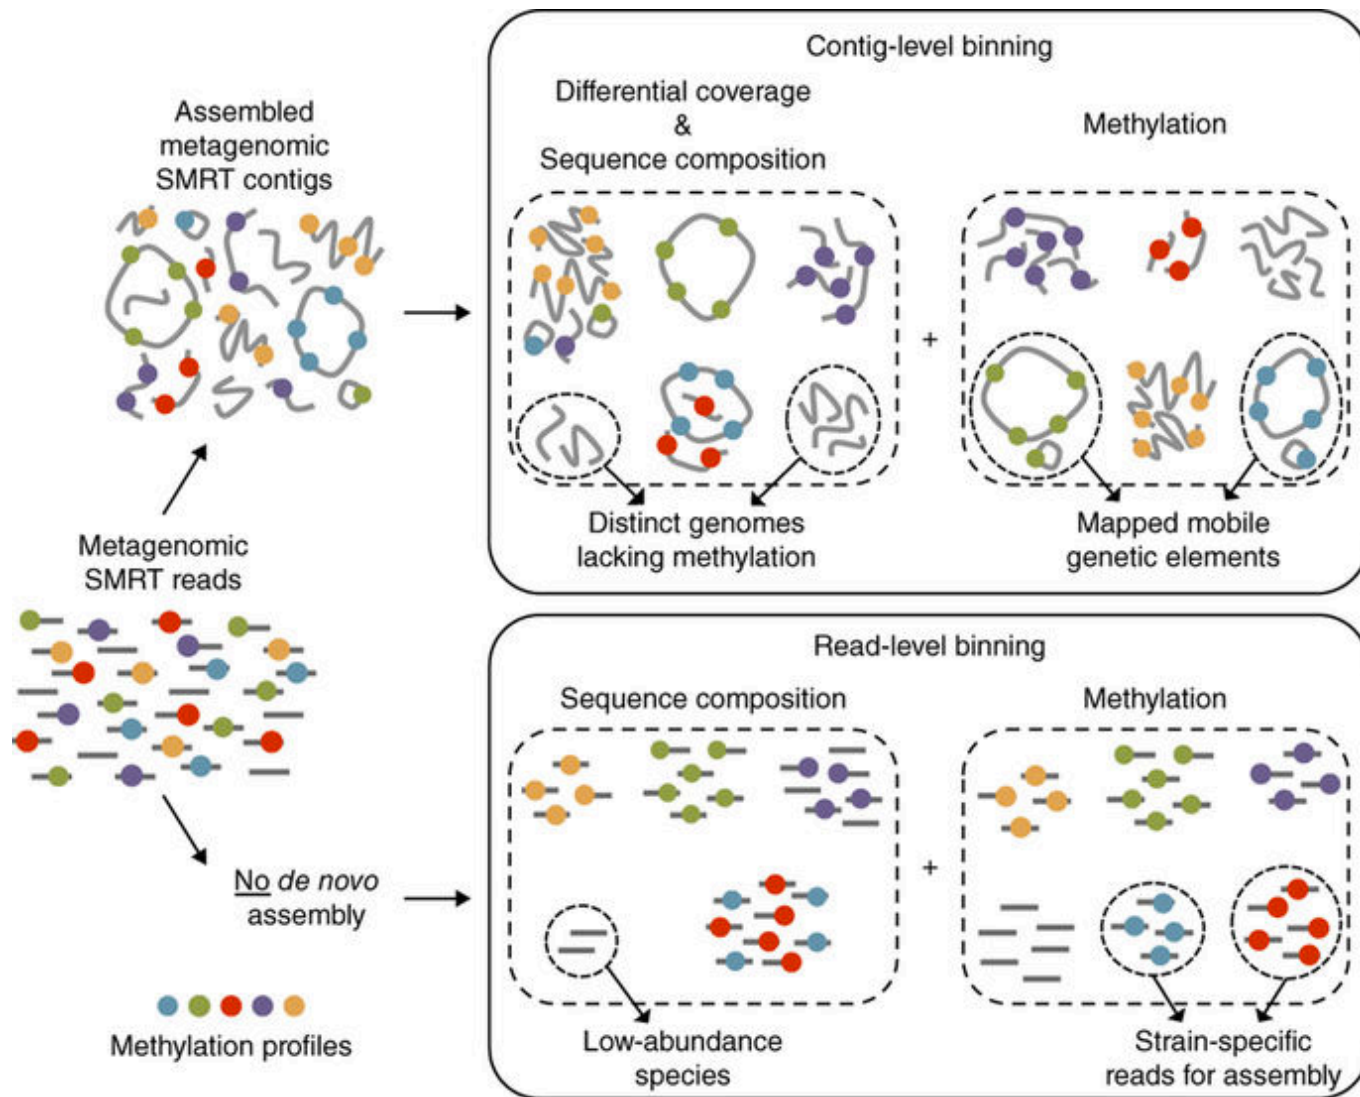 Contig-level binning
Differential coverage
&
Sequence composition
Methylation
Assembled
metagenomic
SMRT contigs
+
Distinct genomes
lacking methylation
Mapped mobile
genetic elements
Metagenomic
SMRT reads
Read-level binning
Sequence composition
Methylation
No de novo
assembly
+
Low-abundance
species
Strain-specific
reads for assembly
Methylation profiles